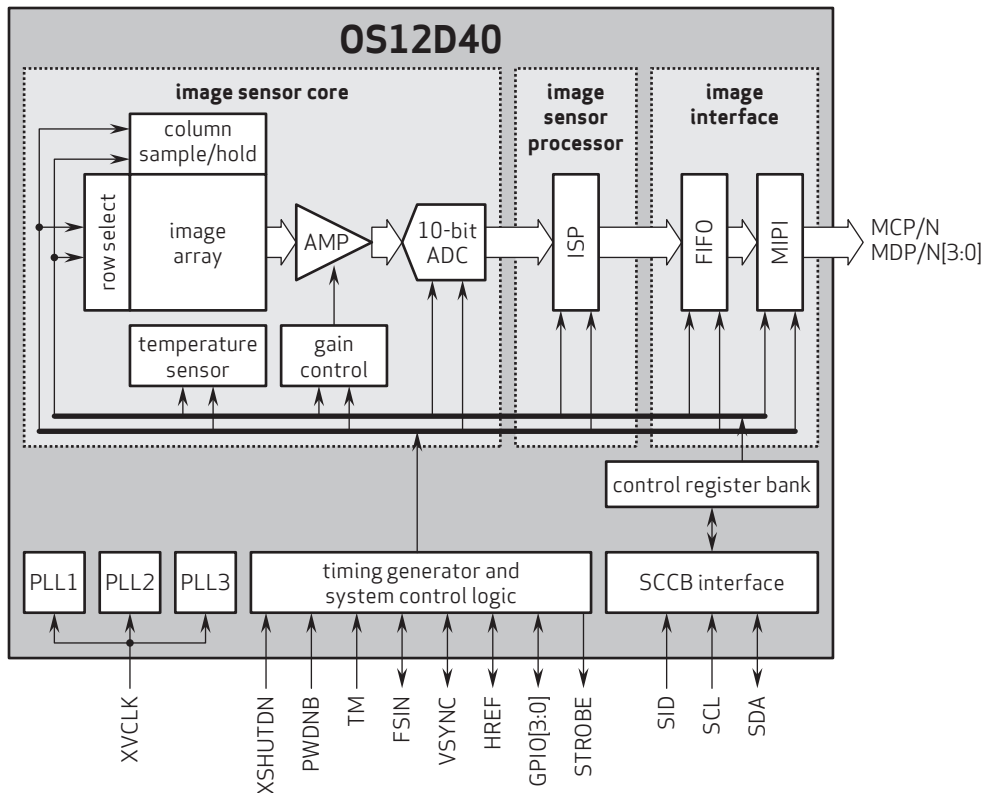 OS12D40
image sensor core
image
sensor
processor
image
interface
column
sample/hold
row select
image
array
AMP
10-bit
ADC
ISP
FIFO
MIPI
MCP/N
MDP/N[3:0]
temperature
sensor
gain
control
control register bank
PLL1
PLL2
PLL3
timing generator and
system control logic
SCCB interface
XVCLK
XSHUTDN
PWDNB
TM
FSIN
VSYNC
HREF
GPIO[3:0]
STROBE
SID
SCL
SDA